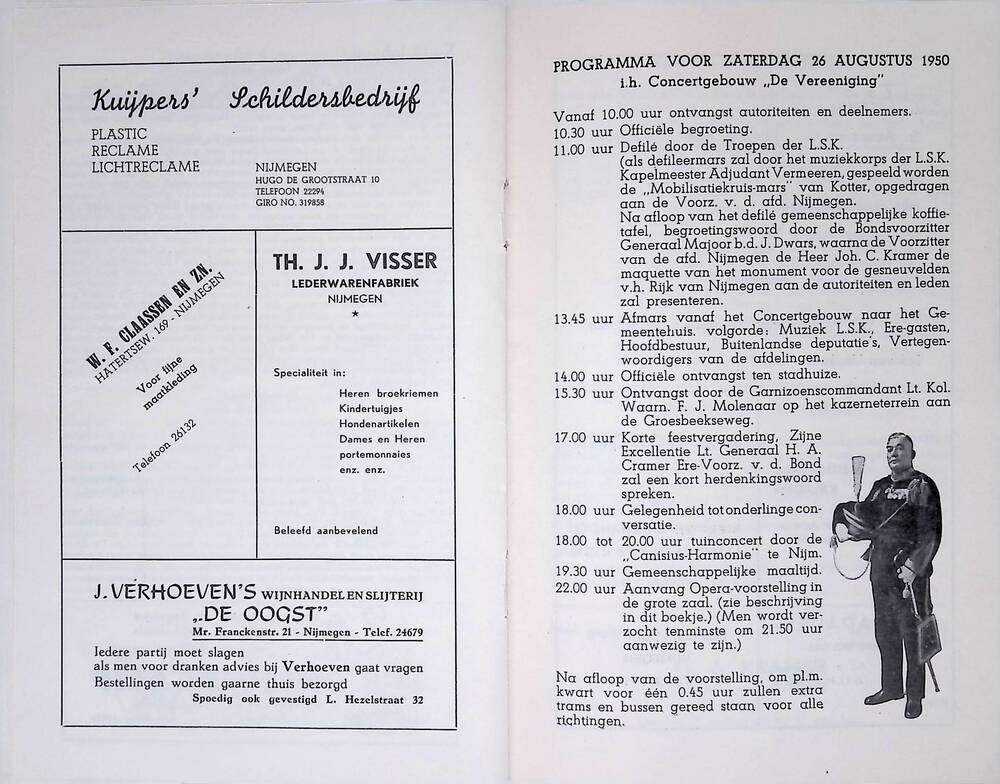 Kuijpers' Schildersbedrijf
PLASTIC
RECLAME
LICHTRECLAME
NIJMEGEN
HUGO DE GROOTSTRAAT 10
TELEFOON 22294
GIRO NO. 319858
W. F. CLAASSEN EN ZN.
HATERTSEW. 169 - NIJMEGEN
Voor fijne
maatkleding
Telefoon 26132
TH. J. J. VISSER
LEDERWARENFABRIEK
NIJMEGEN
*
Specialiteit in:
Heren broekriemen
Kindertuigjes
Hondenartikelen
Dames en Heren
portemonnaies
enz. enz.
Beleefd aanbevelend
J. VERHOEVEN'S WIJNHANDEL EN SLIJTERIJ
„DE OOGST"
Mr. Franckenstr. 21 - Nijmegen - Telef. 24679
Iedere partij moet slagen
als men voor dranken advies bij Verhoeven gaat vragen
Bestellingen worden gaarne thuis bezorgd
Spoedig ook gevestigd L. Hezelstraat 32
PROGRAMMA VOOR ZATERDAG 26 AUGUSTUS 1950
i.h. Concertgebouw „De Vereeniging"
Vanaf 10.00 uur ontvangst autoriteiten en deelnemers.
10.30 uur Officiële begroeting.
11.00 uur Defilé door de Troepen der L.S.K.
(als defileermars zal door het muziekkorps der L.S.K.
Kapelmeester Adjudant Vermeeren, gespeeld worden
de „Mobilisatiekruis-mars" van Kotter, opgedragen
aan de Voorz. v. d. afd. Nijmegen.
Na afloop van het defilé gemeenschappelijke koffie-
tafel, begroetingswoord door de Bondsvoorzitter
Generaal Majoor b.d. J. Dwars, waarna de Voorzitter
van de afd. Nijmegen de Heer Joh. C. Kramer de
maquette van het monument voor de gesneuvelden
v.h. Rijk van Nijmegen aan de autoriteiten en leden
zal presenteren.
13.45 uur Afmars vanaf het Concertgebouw naar het Ge-
meentehuis. volgorde: Muziek L.S.K., Ere-gasten,
Hoofdbestuur, Buitenlandse deputatie's, Vertegen-
woordigers van de afdelingen.
14.00 uur Officiële ontvangst ten stadhuize.
15.30 uur Ontvangst door de Garnizoenscommandant Lt. Kol.
Waarn. F. J. Molenaar op het kazerneterrein aan
de Groesbeekseweg.
17.00 uur Korte feestvergadering, Zijne
Excellentie Lt. Generaal H. A.
Cramer Ere-Voorz. v. d. Bond
zal een kort herdenkingswoord
spreken.
18.00 uur Gelegenheid tot onderlinge con-
versatie.
18.00 tot 20.00 uur tuinconcert door de
„Canisius-Harmonie" te Nijm.
19.30 uur Gemeenschappelijke maaltijd.
22.00 uur Aanvang Opera-voorstelling in
de grote zaal. (zie beschrijving
in dit boekje.) (Men wordt ver-
zocht tenminste om 21.50 uur
aanwezig te zijn.)
Na afloop van de voorstelling, om pl.m.
kwart voor één 0.45 uur zullen extra
trams en bussen gereed staan voor alle
richtingen.